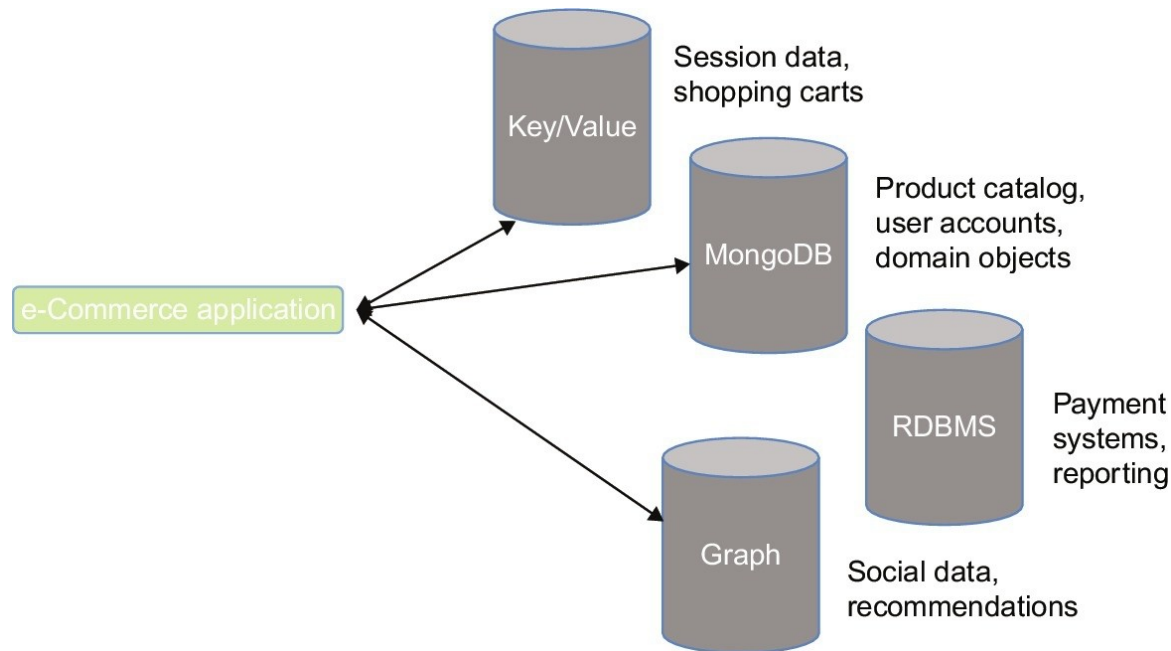 Session data,
shopping carts
Key/Value
Product catalog,
user accounts,
domain objects
MongoDB
e-Commerce application
Payment
systems,
reporting
RDBMS
Graph
Social data,
recommendations